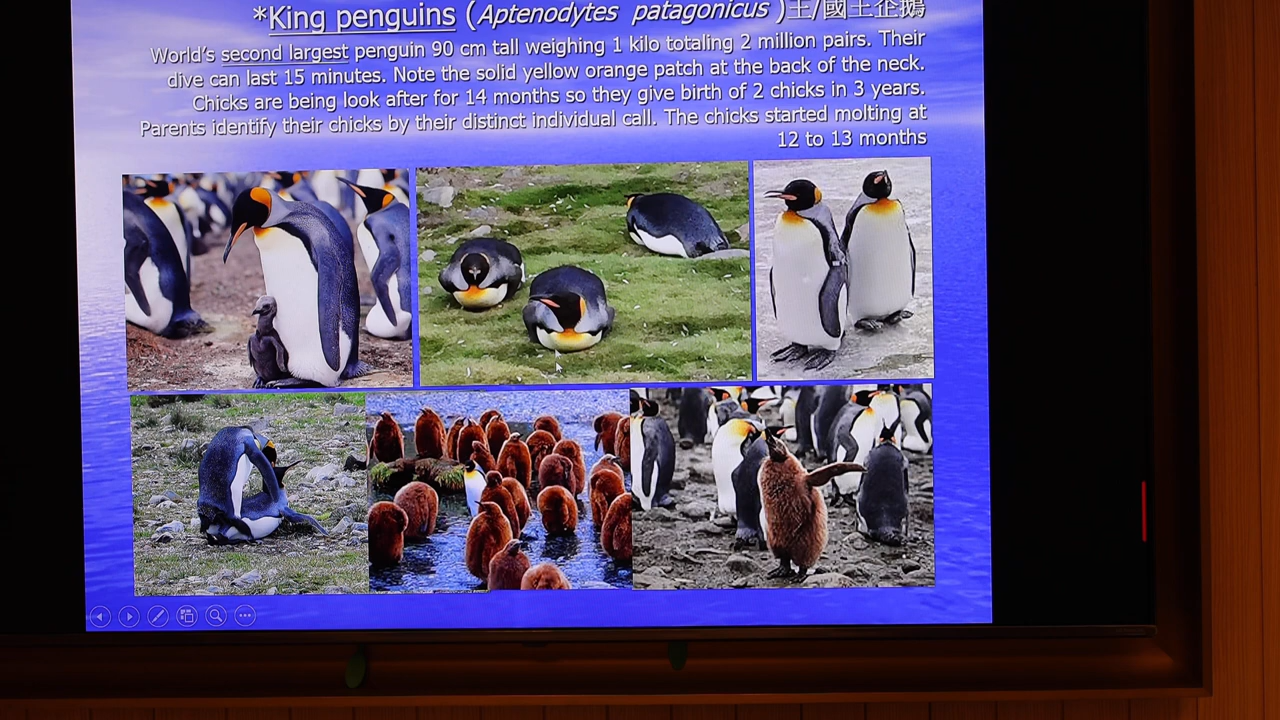 *King penguins (Aptenodytes patagonicus )王/國王企鵝
World's second largest penguin 90 cm tall weighing 1 kilo totaling 2 million pairs. Their
dive can last 15 minutes. Note the solid yellow orange patch at the back of the neck.
Chicks are being look after for 14 months so they give birth of 2 chicks in 3 years.
Parents identify their chicks by their distinct individual call. The chicks started molting at
12 to 13 months